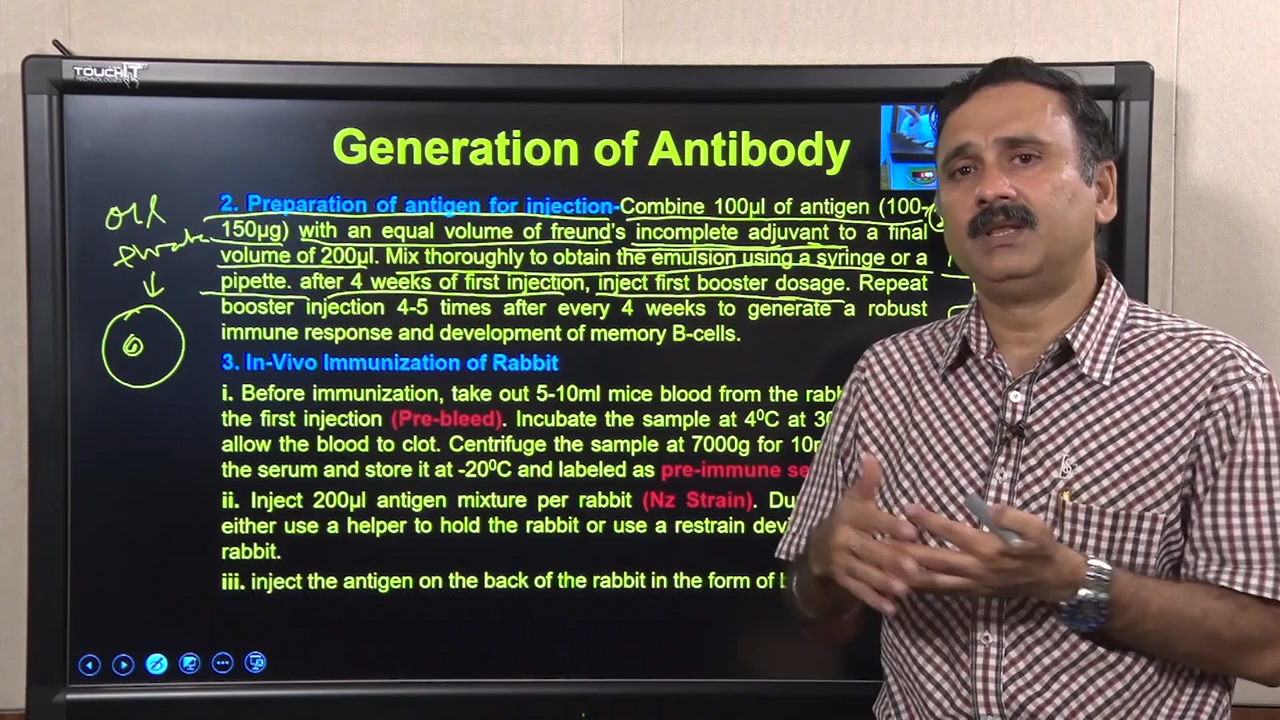 TOUCHIT
TECHNOLOGIES
Generation of Antibody
2. Preparation of antigen for injection-Combine 100µl of antigen (100-
150µg) with an equal volume of freund's incomplete adjuvant to a final
volume of 200µl. Mix thoroughly to obtain the emulsion using a syringe or a
pipette. after 4 weeks of first injection, inject first booster dosage. Repeat
booster injection 4-5 times after every 4 weeks to generate a robust
immune response and development of memory B-cells.
3. In-Vivo Immunization of Rabbit
i. Before immunization, take out 5-10ml mice blood from the
the first injection (Pre-bleed). Incubate the sample at 4⁰C at
allow the blood to clot. Centrifuge the sample at 7000g for
the serum and store it at -20⁰C and labeled as pre-immune
ii. Inject 200µl antigen mixture per rabbit (Nz Strain).
either use a helper to hold the rabbit or use a restrain
rabbit.
iii. inject the antigen on the back of the rabbit in the form of